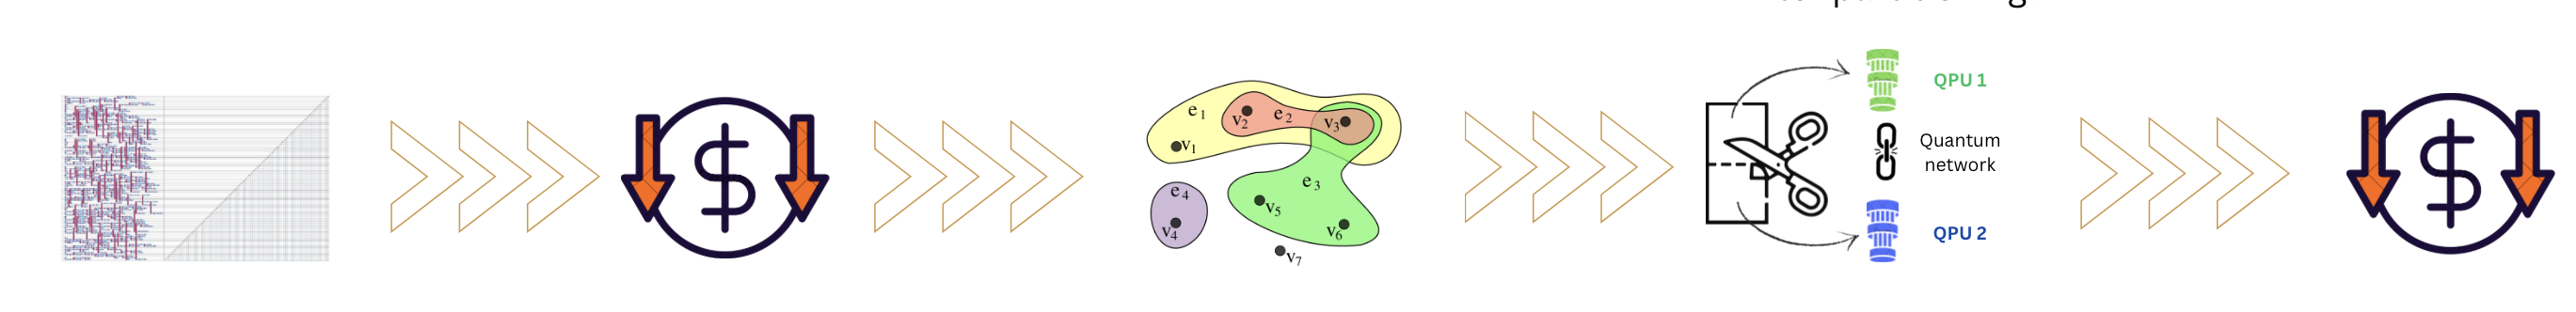 e1
v2
e2
v3
v1
e4
v4
e3
v5
v6
v7
QPU 1
Quantum
network
QPU 2
$
$